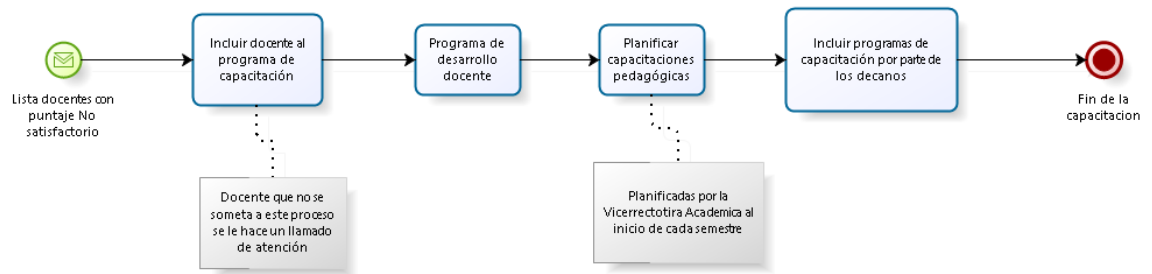 Lista docentes con
puntaje No
satisfactorio
Incluir docente al
programa de
capacitación
Programa de
desarrollo
docente
Planificar
capacitaciones
pedagógicas
Incluir programas de
capacitación por parte de
los decanos
Fin de la
capacitacion
Docente que no se
someta a este proceso
se le hace un llamado
de atención
Planificadas por la
Vicerrectotira Academica al
inicio de cada semestre